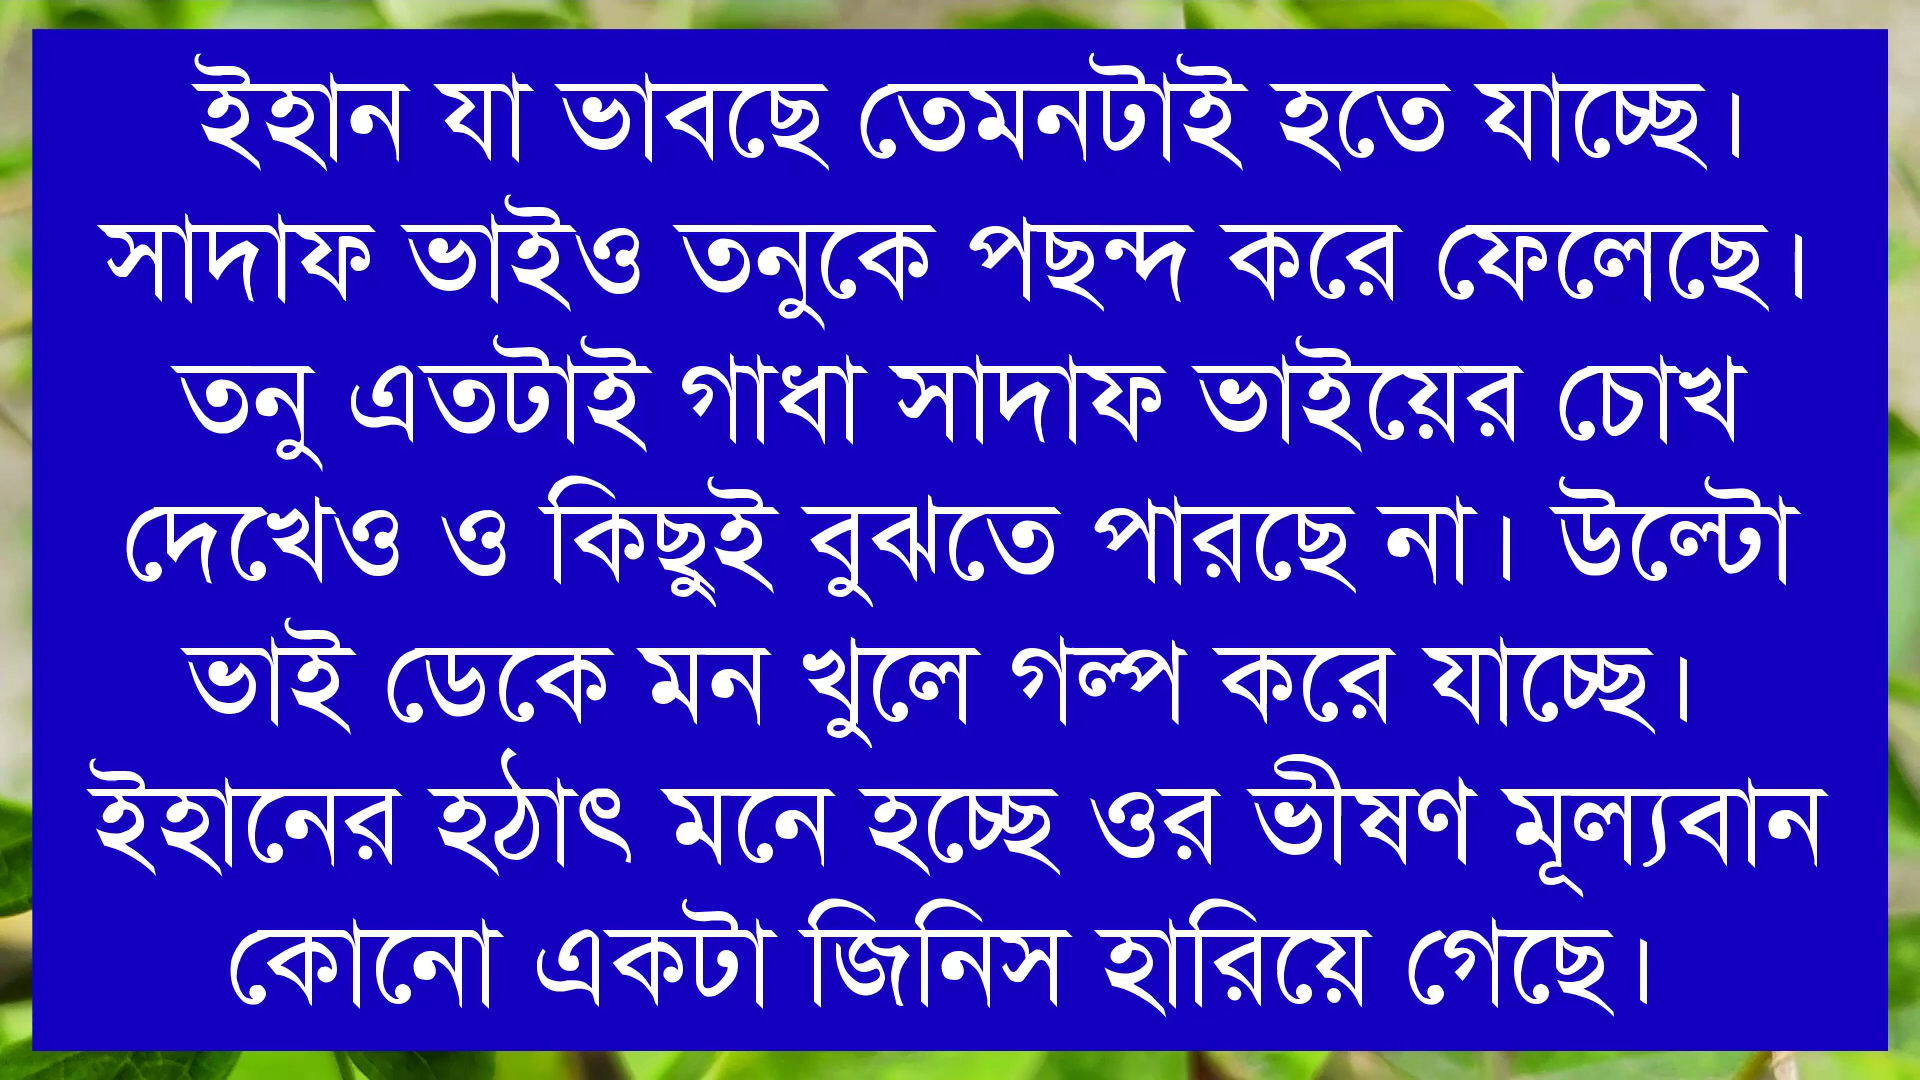 ইহান যা ভাবছে তেমনটাই হতে যাচ্ছে।
সাদাফ ভাইও তনুকে পছন্দ করে ফেলেছে।
তনু এতটাই গাধা সাদাফ ভাইয়ের চোখ
দেখেও ও কিছুই বুঝতে পারছে না। উল্টো
ভাই ডেকে মন খুলে গল্প করে যাচ্ছে।
ইহানের হঠাৎ মনে হচ্ছে ওর ভীষণ মূল্যবান
কোনো একটা জিনিস হারিয়ে গেছে।